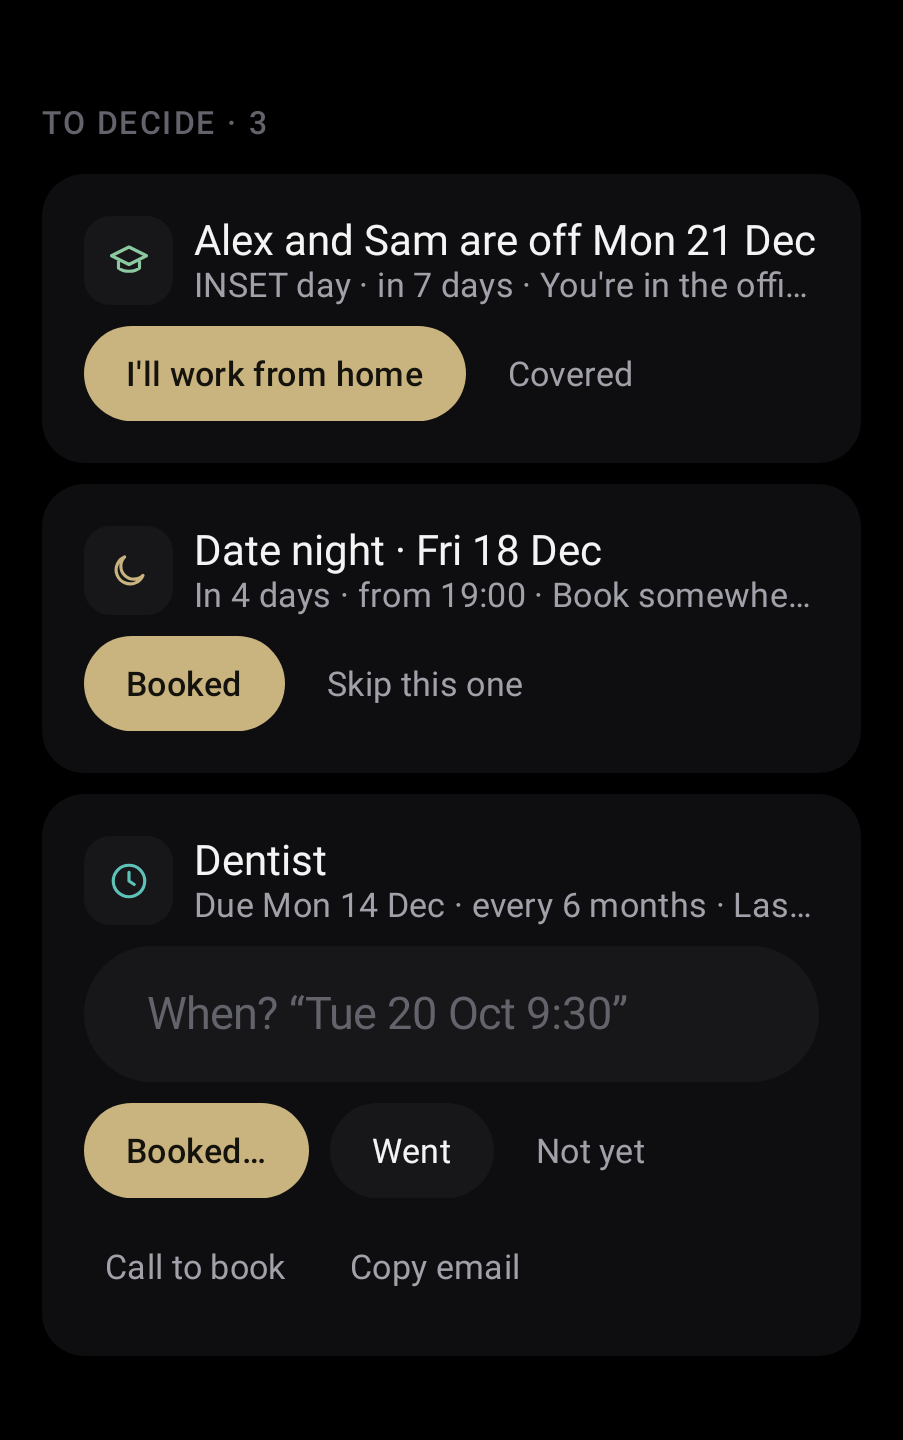 TO DECIDE · 3
Alex and Sam are off Mon 21 Dec
INSET day · in 7 days · You're in the offi…
I'll work from home
Covered
Date night · Fri 18 Dec
In 4 days · from 19:00 · Book somewhe…
Booked
Skip this one
Dentist
Due Mon 14 Dec · every 6 months · Las…
When? “Tue 20 Oct 9:30”
Booked…
Went
Not yet
Call to book
Copy email